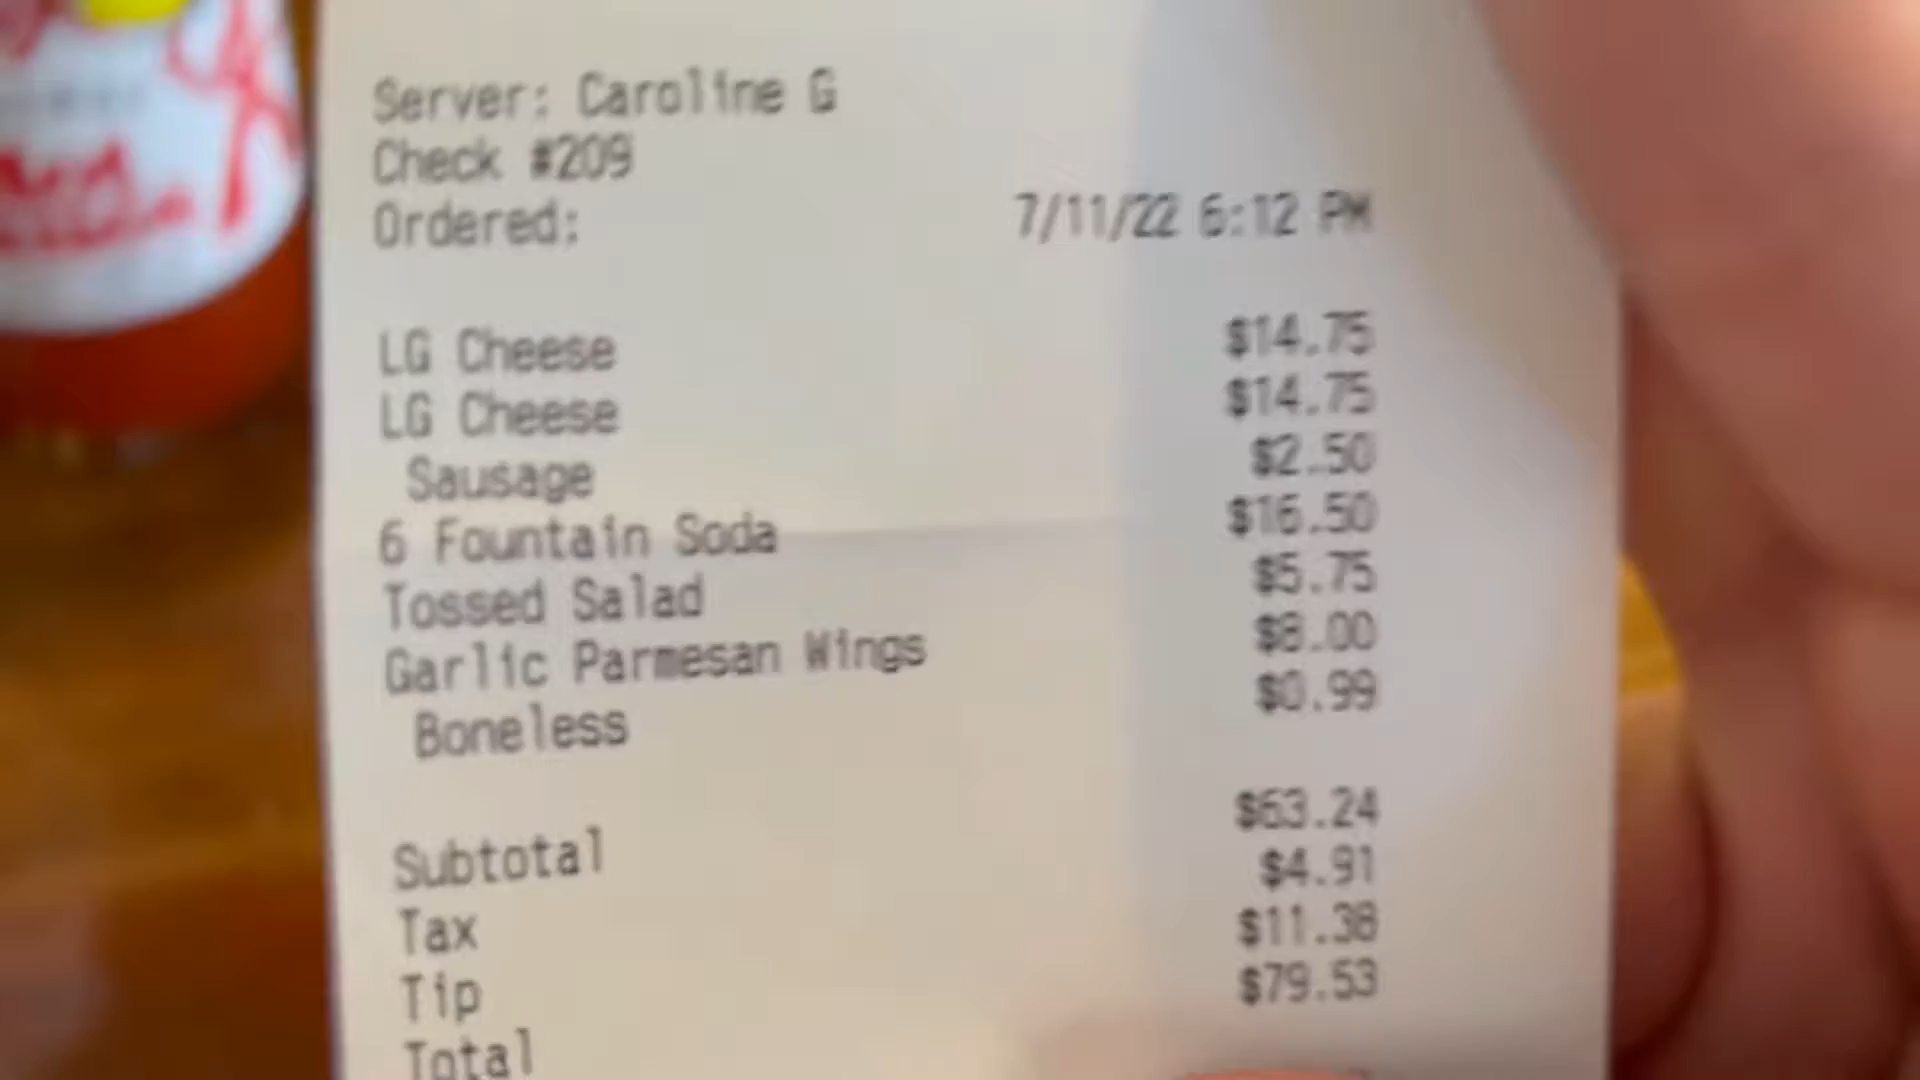 Server: Caroline G
Check #209
Ordered: 7/11/22 6:12 PM
LG Cheese $14.75
LG Cheese $14.75
Sausage $2.50
6 Fountain Soda $16.50
Tossed Salad $5.75
Garlic Parmesan Wings $8.00
Boneless $0.99
Subtotal $63.24
Tax $4.91
Tip $11.38
Total $79.53